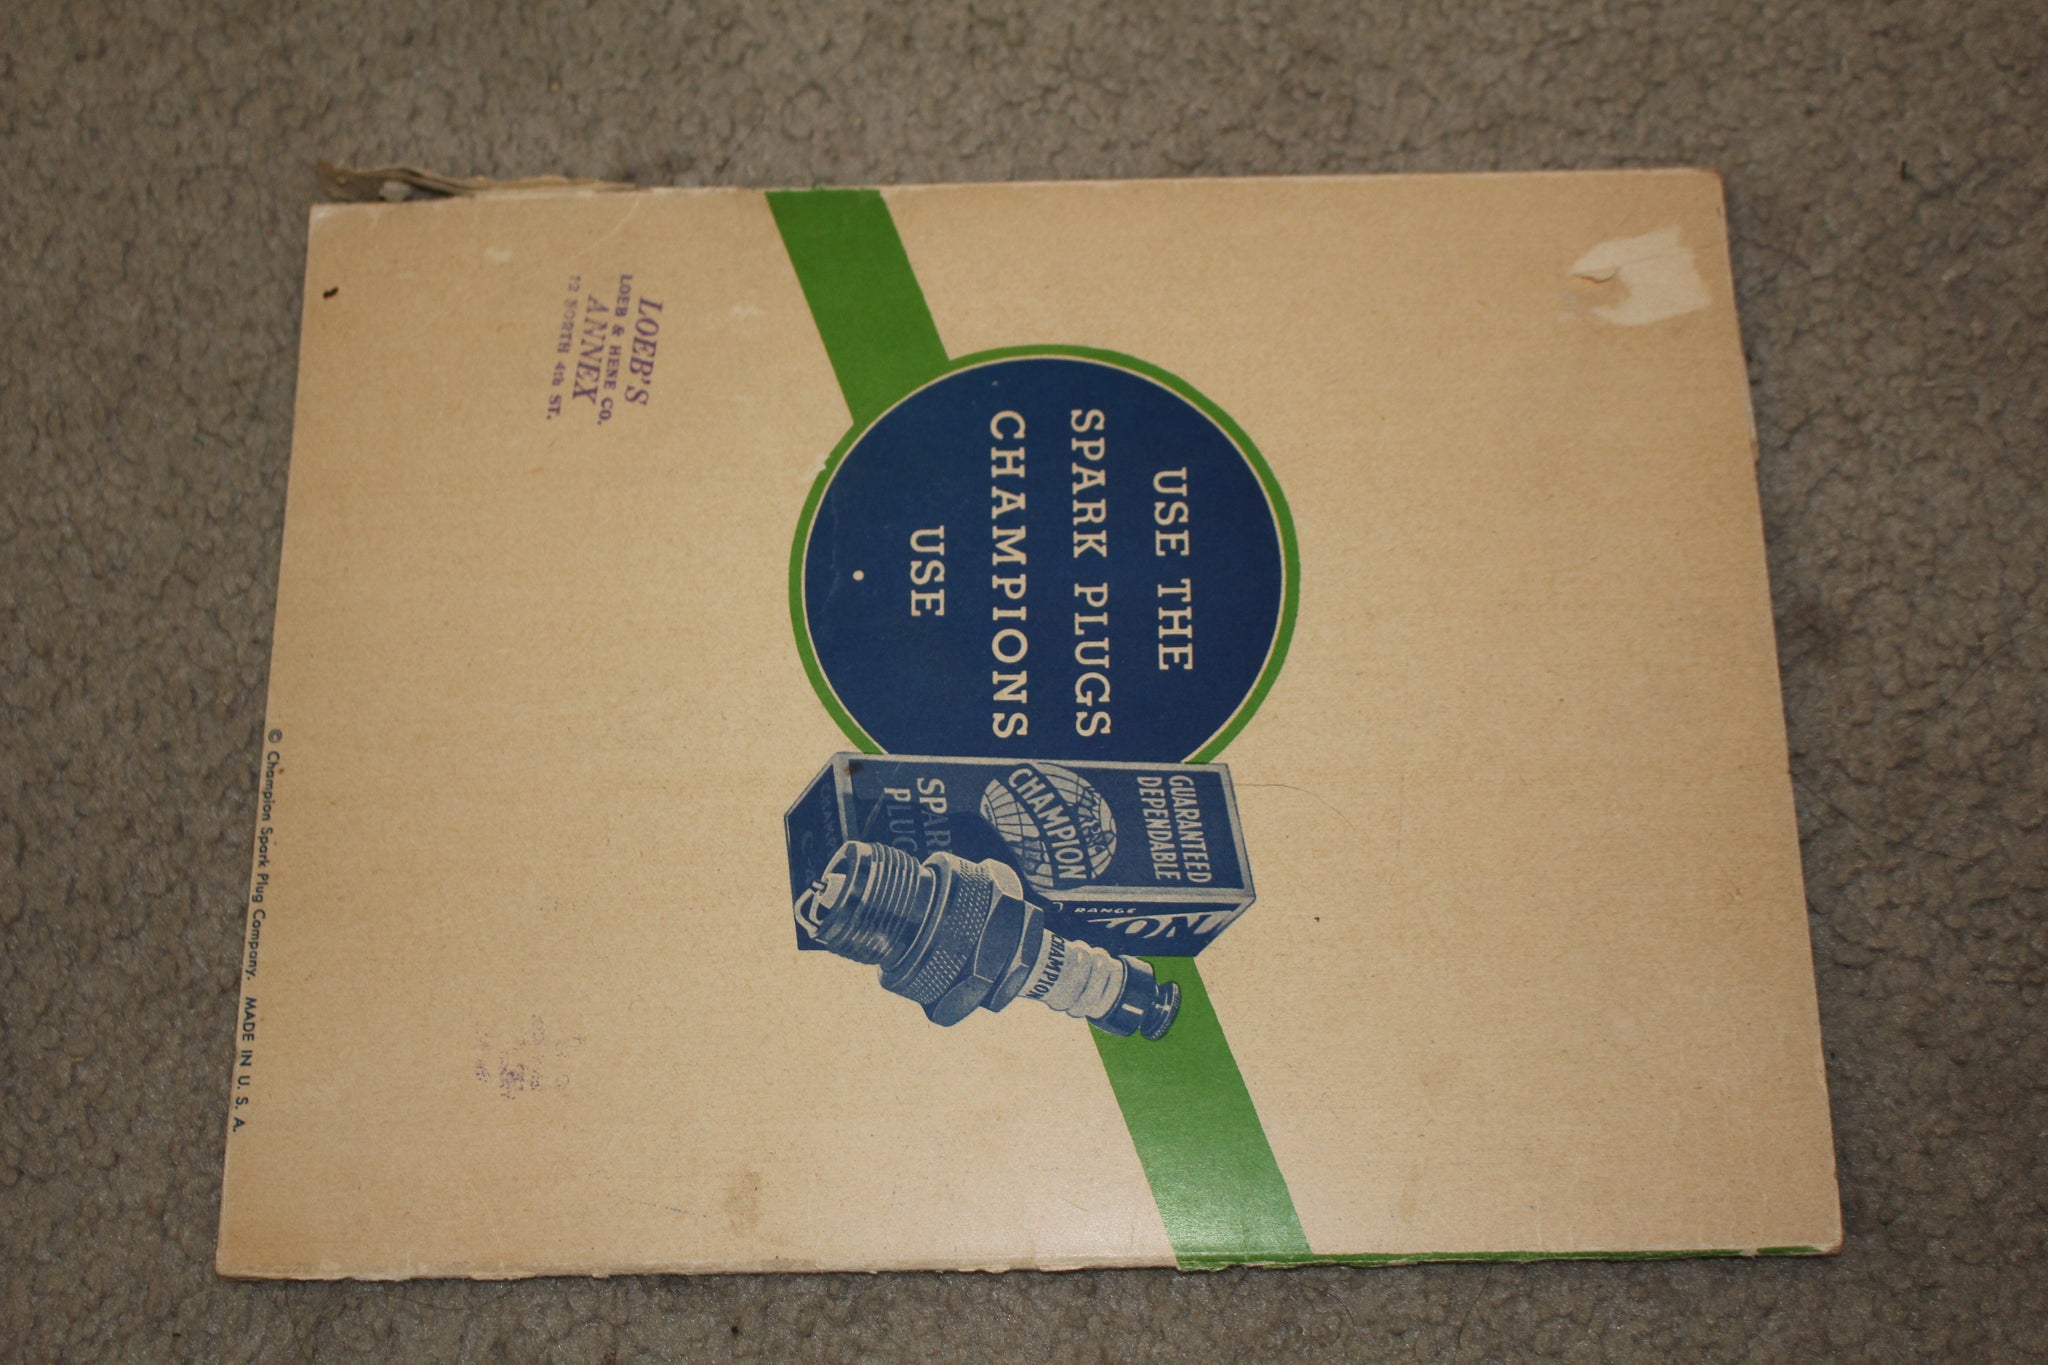 USE THE
SPARK PLUGS
CHAMPIONS
USE
GUARANTEED
DEPENDABLE
CHAMPION
SPARK
RANGE
CHAMPION
LOEB'S
LOEB & HENE CO.
ANNEX
NORTH 4th ST.
© Champion Spark Plug Company. MADE IN U. S. A.